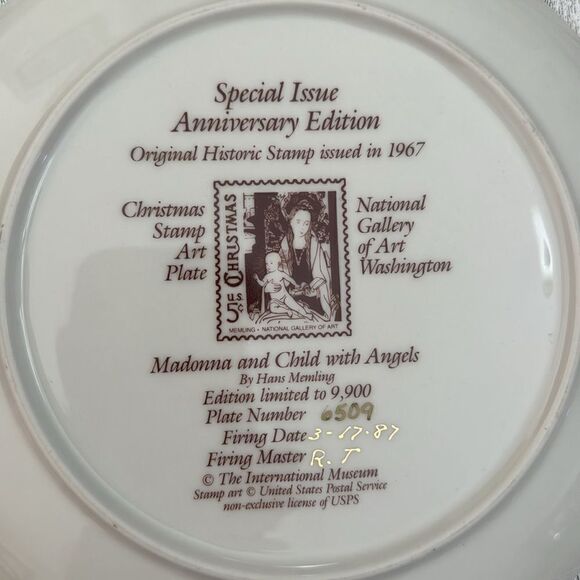 Special Issue
Anniversary Edition
Original Historic Stamp issued in 1967
Christmas
Stamp
Art
Plate
CHRISTMAS
U.S.
5¢
MEMLING • NATIONAL GALLERY OF ART
National
Gallery
of Art
Washington
Madonna and Child with Angels
By Hans Memling
Edition limited to 9,900
Plate Number 6509
Firing Date 3-17-87
Firing Master R.T
© The International Museum
Stamp art © United States Postal Service
non-exclusive license of USPS